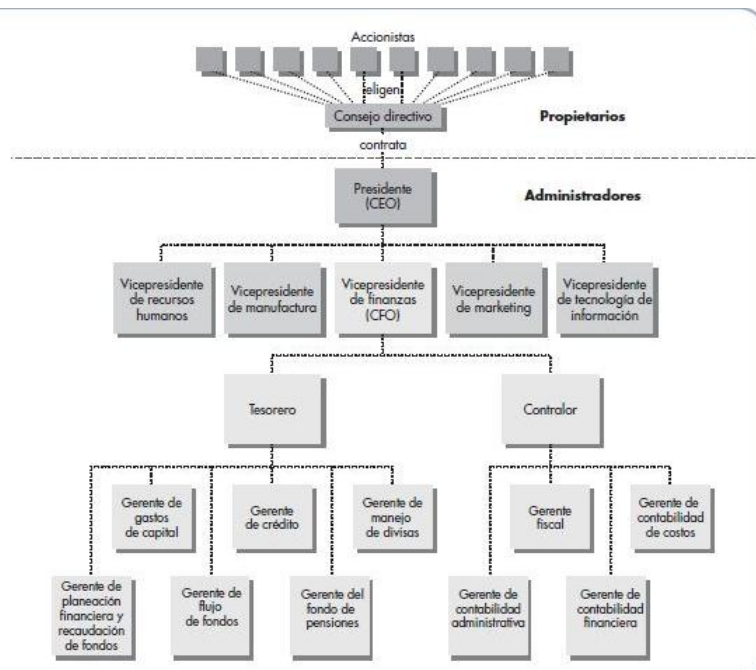 Accionistas
eligen
Consejo directivo
Propietarios
contrata
Presidente
(CEO)
Administradores
Vicepresidente
de recursos
humanos
Vicepresidente
de manufactura
Vicepresidente
de finanzas
(CFO)
Vicepresidente
de marketing
Vicepresidente
de tecnología de
información
Tesorero
Contralor
Gerente de
gastos
de capital
Gerente
de crédito
Gerente de
manejo
de divisas
Gerente
fiscal
Gerente de
contabilidad
de costos
Gerente de
planeación
financiera y
recaudación
de fondos
Gerente de
flujo
de fondos
Gerente del
fondo de
pensiones
Gerente de
contabilidad
administrativa
Gerente de
contabilidad
financiera